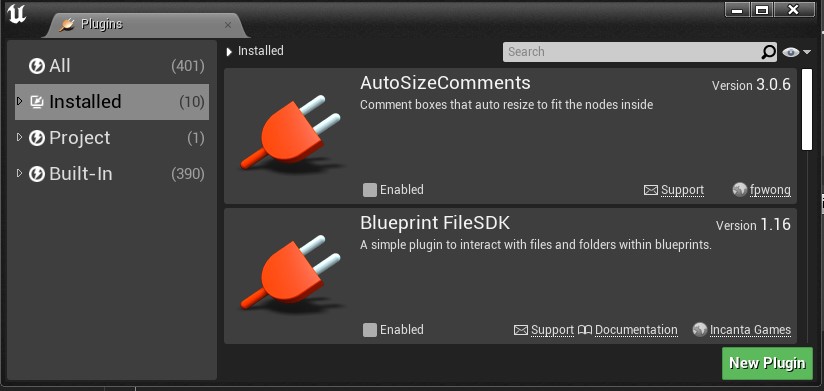 Plugins
All (401)
Installed (10)
Project (1)
Built-In (390)
Installed
Search
AutoSizeComments
Version 3.0.6
Comment boxes that auto resize to fit the nodes inside
Enabled
Support
fpwong
Blueprint FileSDK
Version 1.16
A simple plugin to interact with files and folders within blueprints.
Enabled
Support
Documentation
Incanta Games
New Plugin